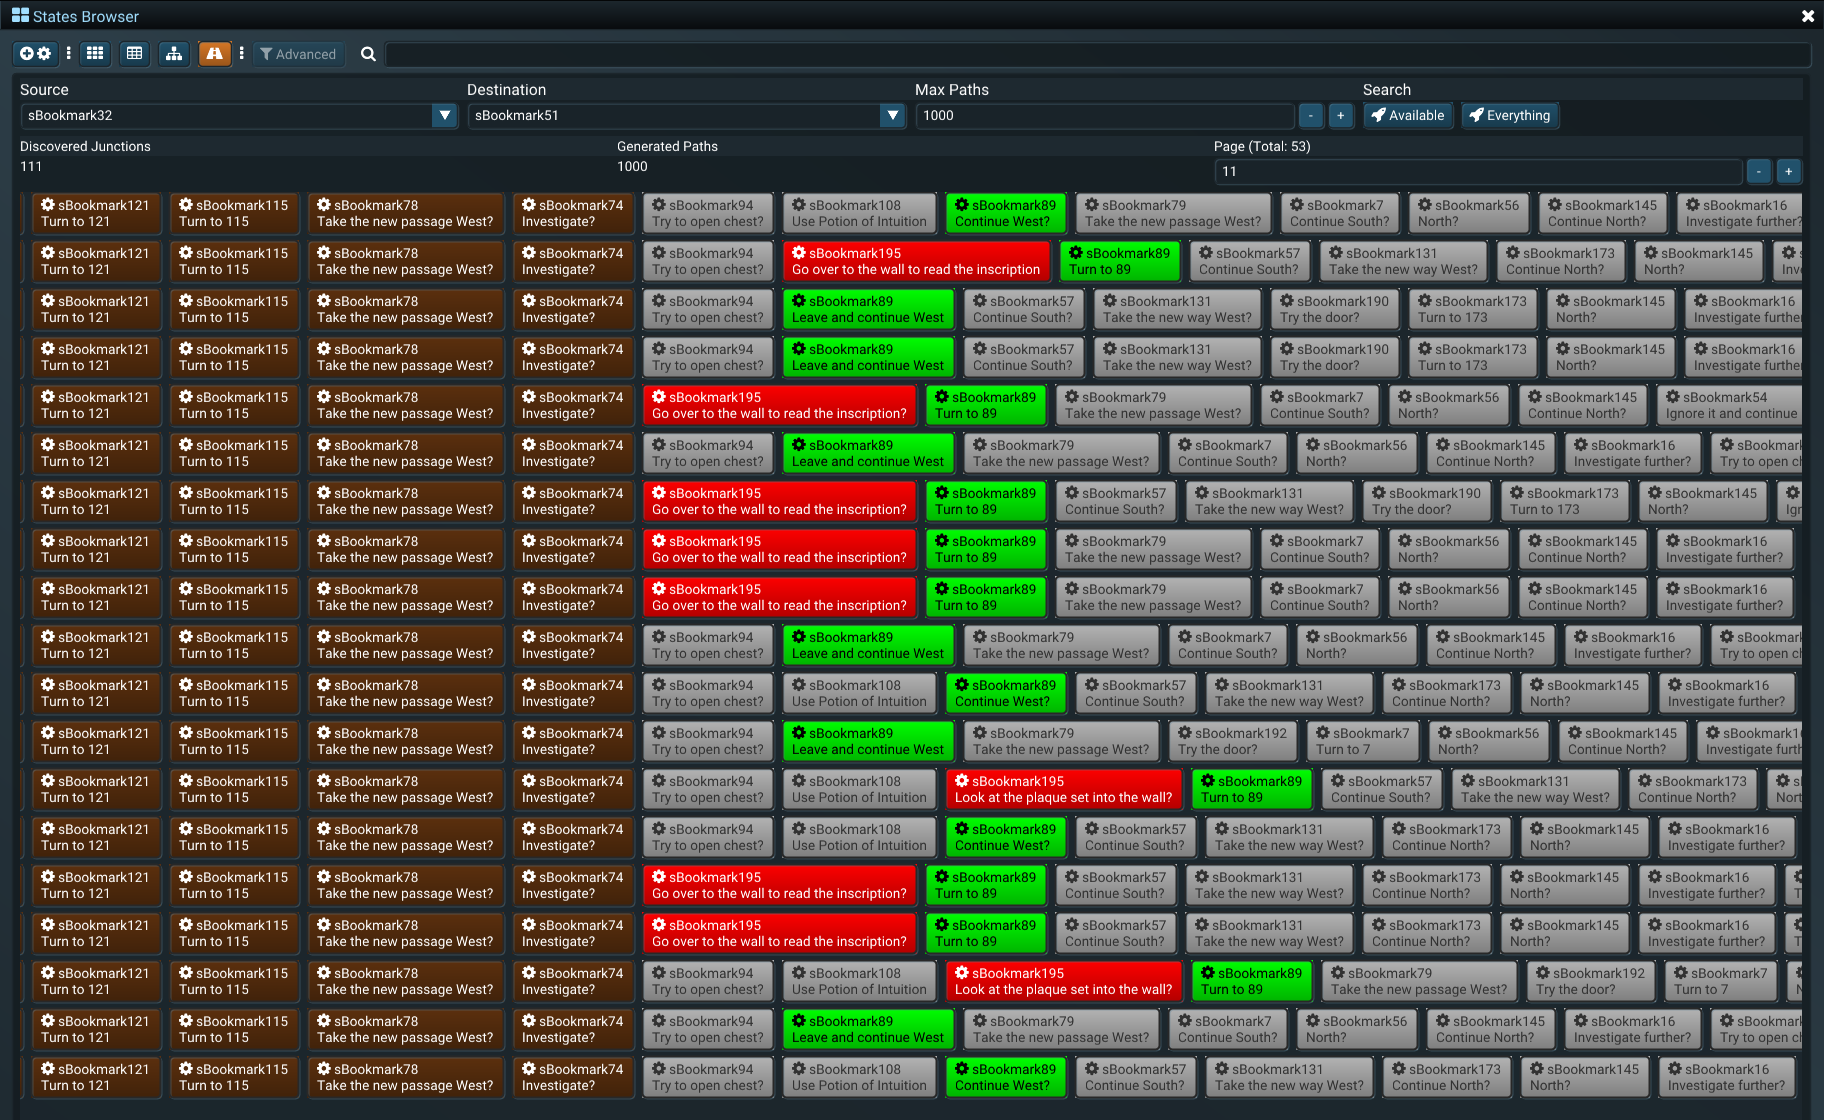 States Browser
Advanced
Source Destination Max Paths Search
sBookmark32 sBookmark51 1000 - + Available Everything
Discovered Junctions Generated Paths Page (Total: 53)
111 1000 11 - +
sBookmark121 sBookmark115 sBookmark78 sBookmark74 sBookmark94 sBookmark108 sBookmark89 sBookmark79 sBookmark7 sBookmark56 sBookmark145 sBookmark16
Turn to 121 Turn to 115 Take the new passage West? Investigate? Try to open chest? Use Potion of Intuition Continue West? Take the new passage West? Continue South? North? Continue North? Investigate further?
sBookmark121 sBookmark115 sBookmark78 sBookmark74 sBookmark94 sBookmark195 sBookmark89 sBookmark57 sBookmark131 sBookmark173 sBookmark145
Turn to 121 Turn to 115 Take the new passage West? Investigate? Try to open chest? Go over to the wall to read the inscription Turn to 89 Continue South? Take the new way West? Continue North? North?
sBookmark121 sBookmark115 sBookmark78 sBookmark74 sBookmark94 sBookmark89 sBookmark57 sBookmark131 sBookmark190 sBookmark173 sBookmark145 sBookmark16
Turn to 121 Turn to 115 Take the new passage West? Investigate? Try to open chest? Leave and continue West Continue South? Take the new way West? Try the door? Turn to 173 North? Investigate
sBookmark121 sBookmark115 sBookmark78 sBookmark74 sBookmark94 sBookmark89 sBookmark57 sBookmark131 sBookmark190 sBookmark173 sBookmark145 sBookmark16
Turn to 121 Turn to 115 Take the new passage West? Investigate? Try to open chest? Leave and continue West Continue South? Take the new way West? Try the door? Turn to 173 North? Investigate
sBookmark121 sBookmark115 sBookmark78 sBookmark74 sBookmark195 sBookmark89 sBookmark79 sBookmark7 sBookmark56 sBookmark145 sBookmark54
Turn to 121 Turn to 115 Take the new passage West? Investigate? Go over to the wall to read the inscription? Turn to 89 Take the new passage West? Continue South? North? Continue North? Ignore it and continue
sBookmark121 sBookmark115 sBookmark78 sBookmark74 sBookmark94 sBookmark89 sBookmark79 sBookmark7 sBookmark56 sBookmark145 sBookmark16
Turn to 121 Turn to 115 Take the new passage West? Investigate? Try to open chest? Leave and continue West Take the new passage West? Continue South? North? Continue North? Investigate further? Try to open
sBookmark121 sBookmark115 sBookmark78 sBookmark74 sBookmark195 sBookmark89 sBookmark57 sBookmark131 sBookmark190 sBookmark173 sBookmark145
Turn to 121 Turn to 115 Take the new passage West? Investigate? Go over to the wall to read the inscription? Turn to 89 Continue South? Take the new way West? Try the door? Turn to 173 North?
sBookmark121 sBookmark115 sBookmark78 sBookmark74 sBookmark195 sBookmark89 sBookmark79 sBookmark7 sBookmark56 sBookmark145 sBookmark16
Turn to 121 Turn to 115 Take the new passage West? Investigate? Go over to the wall to read the inscription? Turn to 89 Take the new passage West? Continue South? North? Continue North? Investigate further?
sBookmark121 sBookmark115 sBookmark78 sBookmark74 sBookmark195 sBookmark89 sBookmark79 sBookmark7 sBookmark56 sBookmark145 sBookmark16
Turn to 121 Turn to 115 Take the new passage West? Investigate? Go over to the wall to read the inscription? Turn to 89 Take the new passage West? Continue South? North? Continue North? Investigate further?
sBookmark121 sBookmark115 sBookmark78 sBookmark74 sBookmark94 sBookmark89 sBookmark79 sBookmark7 sBookmark56 sBookmark145 sBookmark16
Turn to 121 Turn to 115 Take the new passage West? Investigate? Try to open chest? Leave and continue West Take the new passage West? Continue South? North? Continue North? Investigate further? Try to open
sBookmark121 sBookmark115 sBookmark78 sBookmark74 sBookmark94 sBookmark108 sBookmark89 sBookmark57 sBookmark131 sBookmark173 sBookmark145 sBookmark16
Turn to 121 Turn to 115 Take the new passage West? Investigate? Try to open chest? Use Potion of Intuition Continue West? Continue South? Take the new way West? Continue North? North? Investigate further?
sBookmark121 sBookmark115 sBookmark78 sBookmark74 sBookmark94 sBookmark89 sBookmark79 sBookmark192 sBookmark7 sBookmark56 sBookmark145
Turn to 121 Turn to 115 Take the new passage West? Investigate? Try to open chest? Leave and continue West Take the new passage West? Try the door? Turn to 7 North? Continue North? Investigate
sBookmark121 sBookmark115 sBookmark78 sBookmark74 sBookmark94 sBookmark108 sBookmark195 sBookmark89 sBookmark57 sBookmark131 sBookmark173
Turn to 121 Turn to 115 Take the new passage West? Investigate? Try to open chest? Use Potion of Intuition Look at the plaque set into the wall? Turn to 89 Continue South? Take the new way West? Continue North?
sBookmark121 sBookmark115 sBookmark78 sBookmark74 sBookmark94 sBookmark108 sBookmark89 sBookmark57 sBookmark131 sBookmark173 sBookmark145 sBookmark16
Turn to 121 Turn to 115 Take the new passage West? Investigate? Try to open chest? Use Potion of Intuition Continue West? Continue South? Take the new way West? Continue North? North? Investigate further?
sBookmark121 sBookmark115 sBookmark78 sBookmark74 sBookmark195 sBookmark89 sBookmark57 sBookmark131 sBookmark173 sBookmark145 sBookmark16
Turn to 121 Turn to 115 Take the new passage West? Investigate? Go over to the wall to read the inscription? Turn to 89 Continue South? Take the new way West? Continue North? North? Investigate further?
sBookmark121 sBookmark115 sBookmark78 sBookmark74 sBookmark195 sBookmark89 sBookmark57 sBookmark131 sBookmark173 sBookmark145 sBookmark16
Turn to 121 Turn to 115 Take the new passage West? Investigate? Go over to the wall to read the inscription? Turn to 89 Continue South? Take the new way West? Continue North? North? Investigate further?
sBookmark121 sBookmark115 sBookmark78 sBookmark74 sBookmark94 sBookmark108 sBookmark195 sBookmark89 sBookmark79 sBookmark192 sBookmark7
Turn to 121 Turn to 115 Take the new passage West? Investigate? Try to open chest? Use Potion of Intuition Look at the plaque set into the wall? Turn to 89 Take the new passage West? Try the door? Turn to 7
sBookmark121 sBookmark115 sBookmark78 sBookmark74 sBookmark94 sBookmark89 sBookmark79 sBookmark7 sBookmark56 sBookmark145 sBookmark16
Turn to 121 Turn to 115 Take the new passage West? Investigate? Try to open chest? Leave and continue West Take the new passage West? Continue South? North? Continue North? Investigate further? Try to open
sBookmark121 sBookmark115 sBookmark78 sBookmark74 sBookmark94 sBookmark108 sBookmark89 sBookmark57 sBookmark131 sBookmark173 sBookmark145 sBookmark16
Turn to 121 Turn to 115 Take the new passage West? Investigate? Try to open chest? Use Potion of Intuition Continue West? Continue South? Take the new way West? Continue North? North? Investigate further?